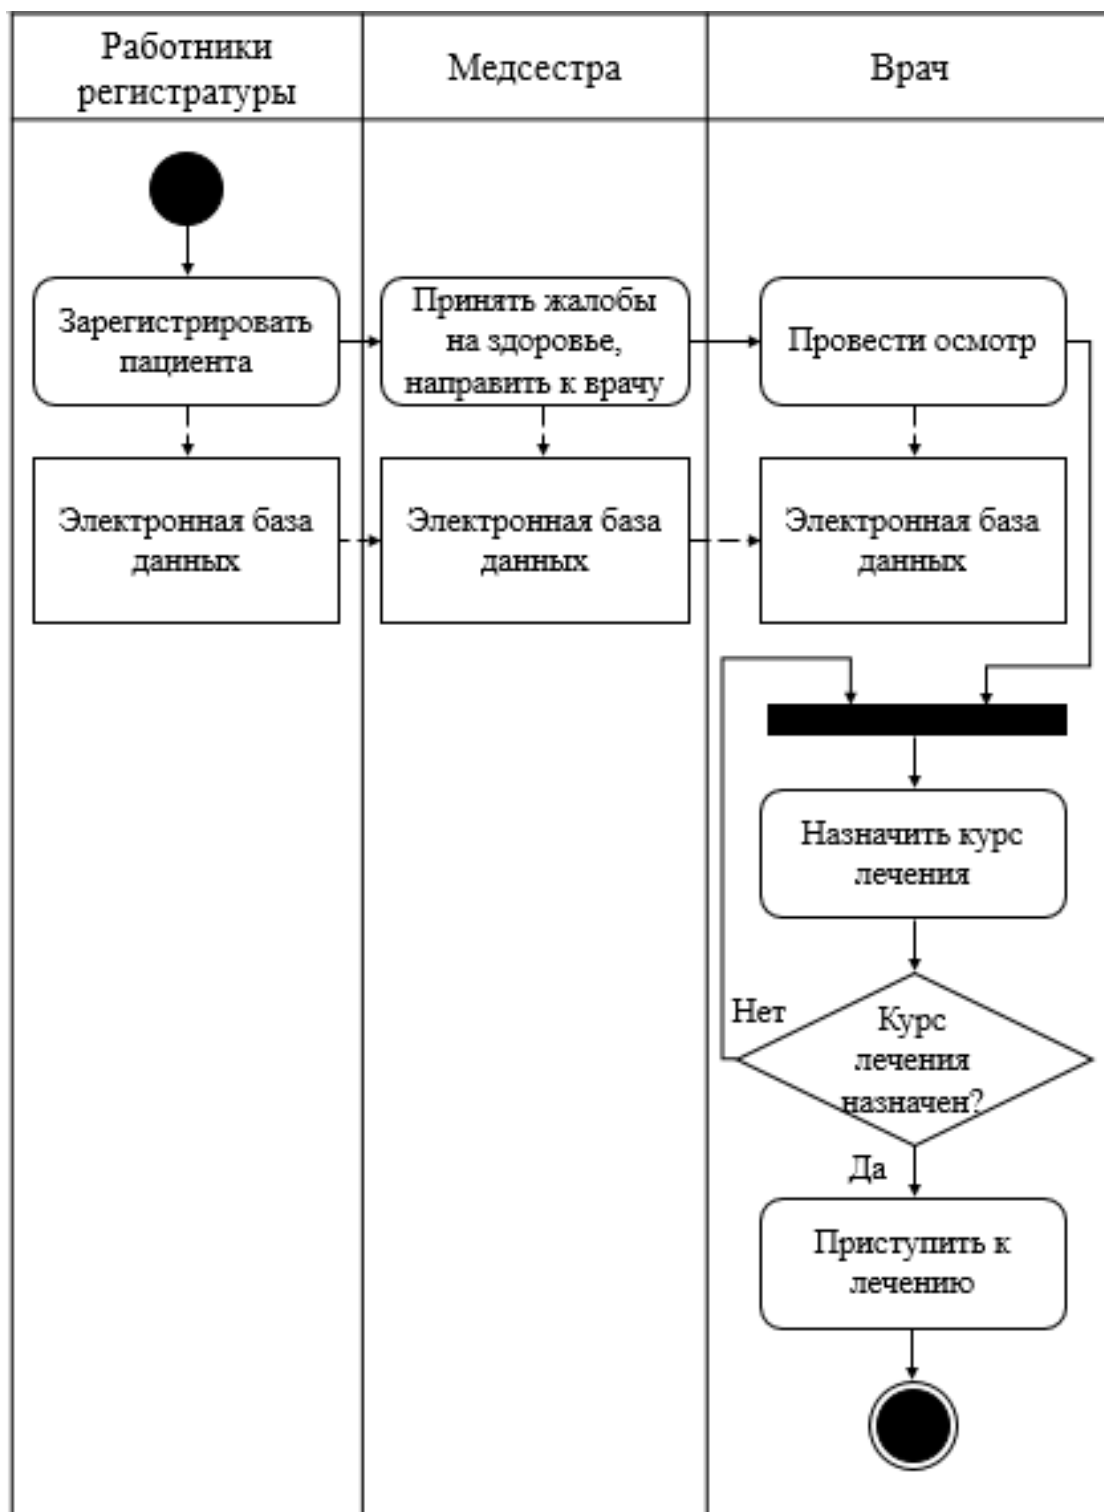 Работники
регистратуры
Медсестра
Врач
Зарегистрировать
пациента
Принять жалобы
на здоровье,
направить к врачу
Провести осмотр
Электронная база
данных
Электронная база
данных
Электронная база
данных
Назначить курс
лечения
Нет
Курс
лечения
назначен?
Да
Приступить к
лечению